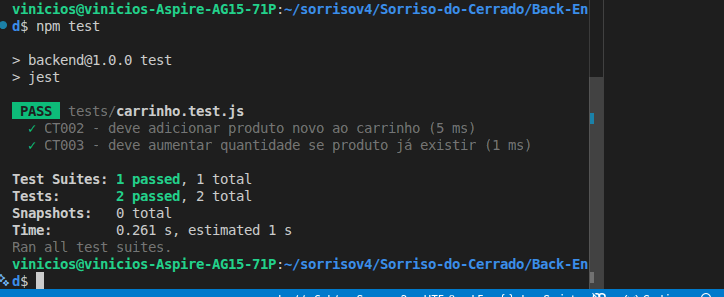 vinicios@vinicios-Aspire-AG15-71P:~/sorrisov4/Sorriso-do-Cerrado/Back-En
d$ npm test
> backend@1.0.0 test
> jest
PASS tests/carrinho.test.js
✓ CT002 - deve adicionar produto novo ao carrinho (5 ms)
✓ CT003 - deve aumentar quantidade se produto já existir (1 ms)
Test Suites: 1 passed, 1 total
Tests: 2 passed, 2 total
Snapshots: 0 total
Time: 0.261 s, estimated 1 s
Ran all test suites.
vinicios@vinicios-Aspire-AG15-71P:~/sorrisov4/Sorriso-do-Cerrado/Back-En
d$